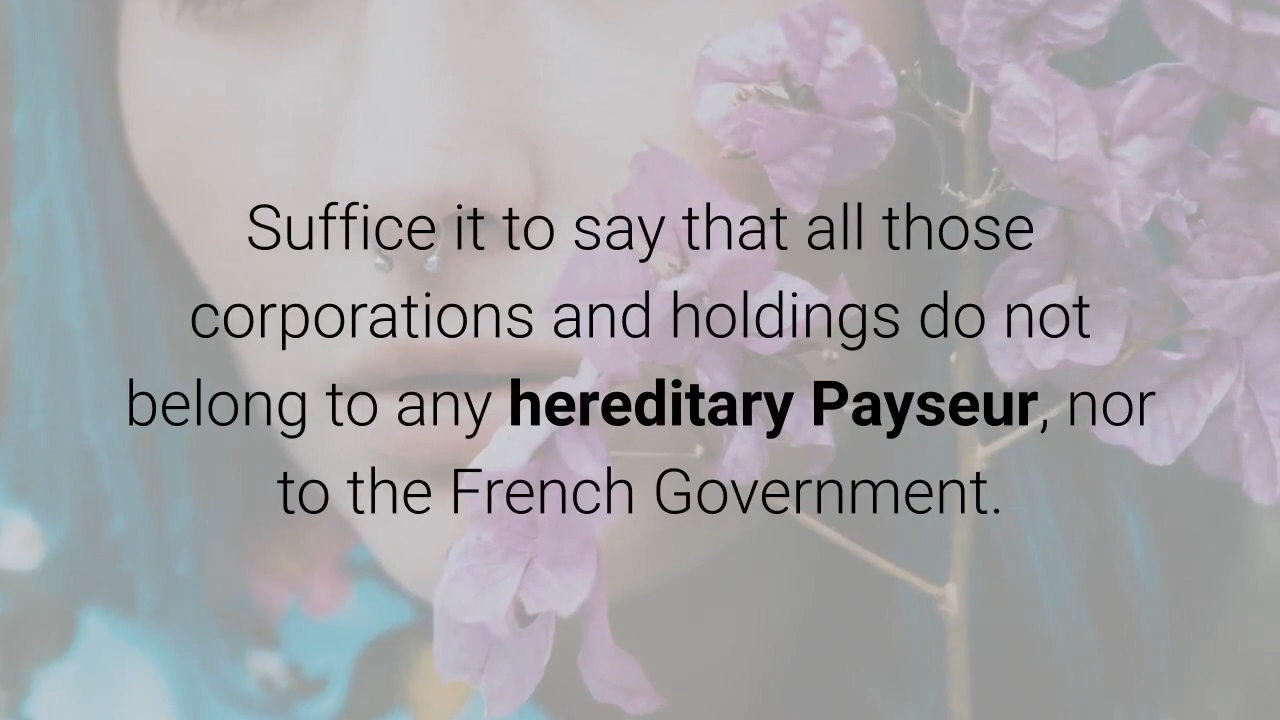 Suffice it to say that all those
corporations and holdings do not
belong to any hereditary Payseur, nor
to the French Government.